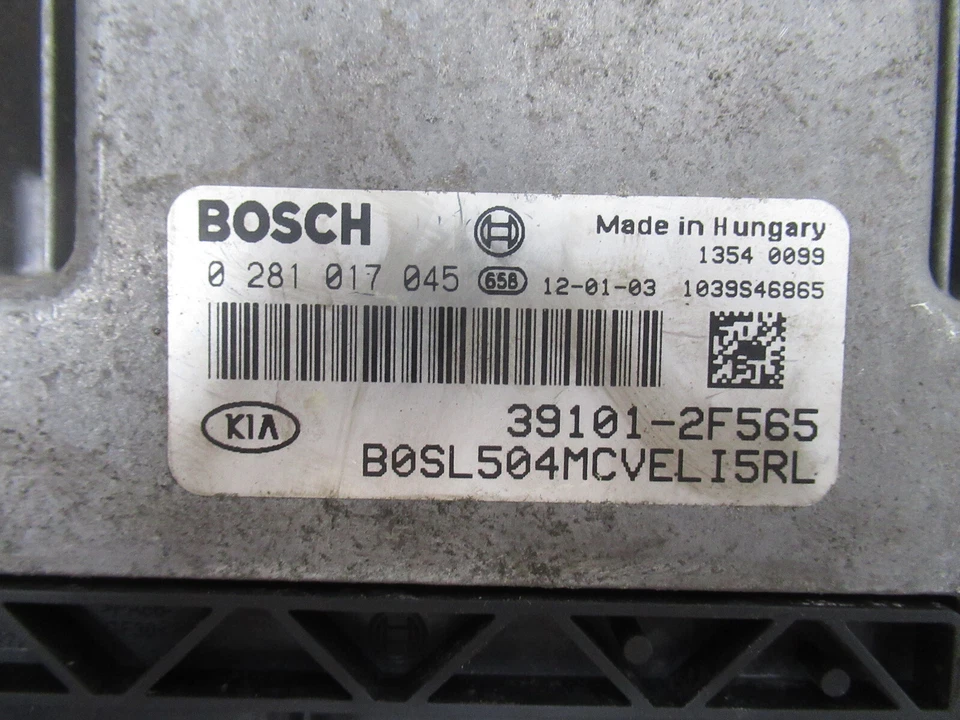 BOSCH
Made in Hungary
1354 0099
0 281 017 045 658 12-01-03 1039S46865
KIA
39101-2F565
B0SL504MCVELI5RL